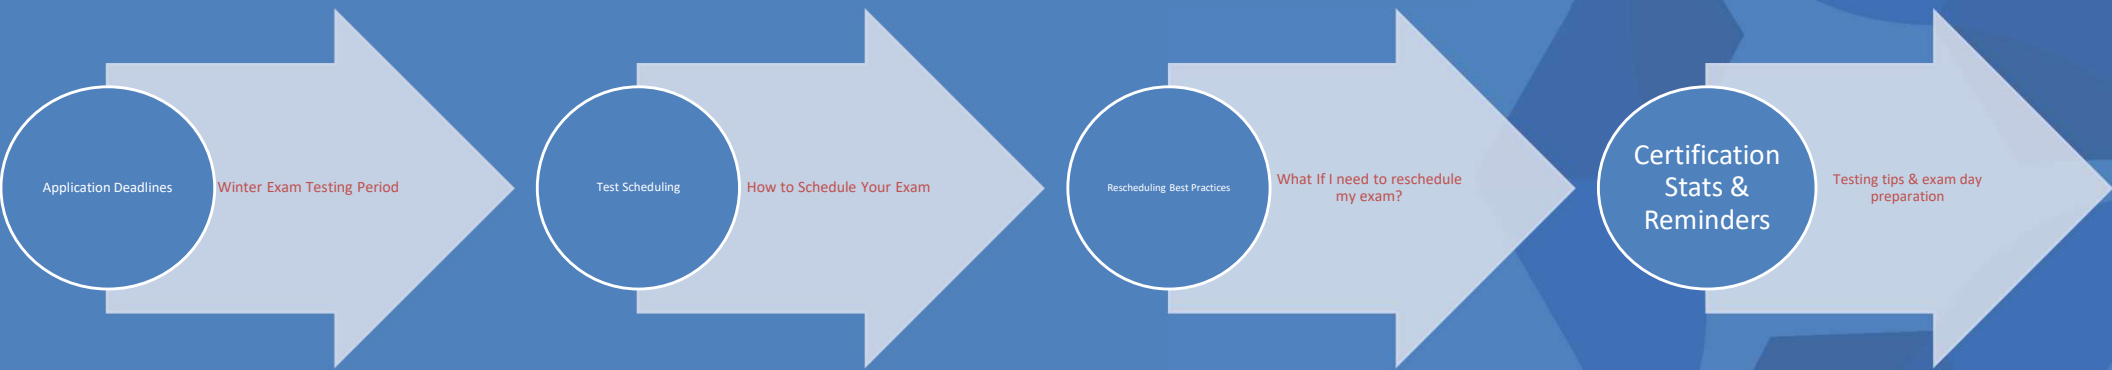 Application Deadlines
Winter Exam Testing Period
Test Scheduling
How to Schedule Your Exam
Rescheduling Best Practices
What If I need to reschedule
my exam?
Certification
Stats &
Reminders
Testing tips & exam day
preparation